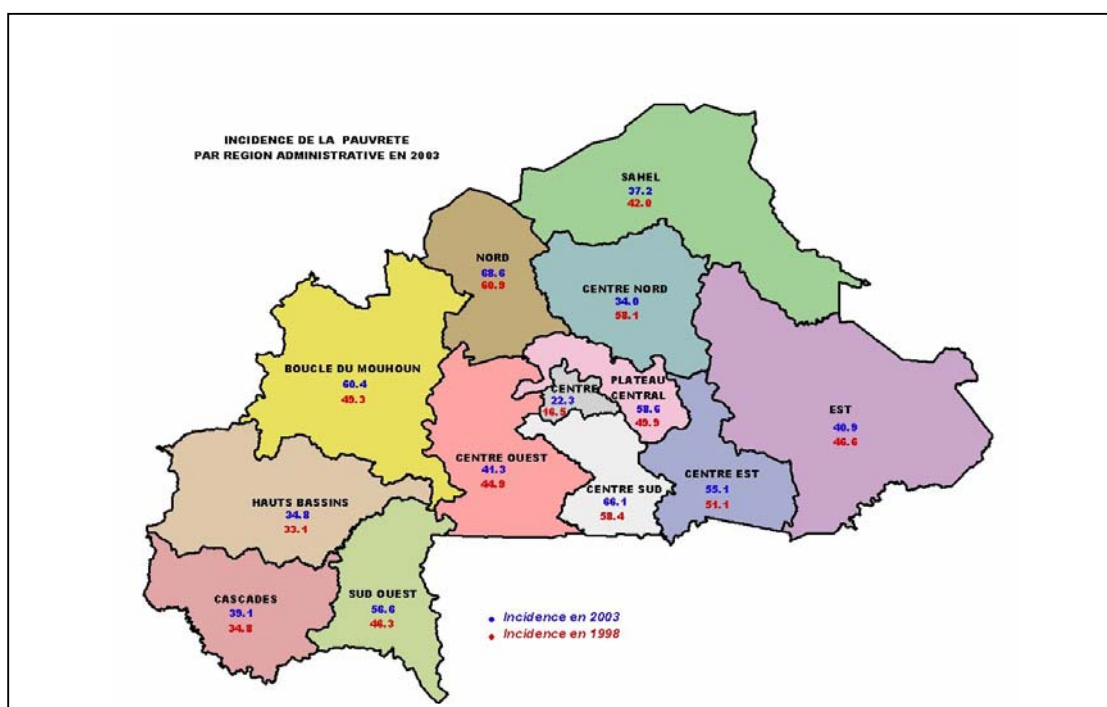 INCIDENCE DE LA PAUVRETE
PAR REGION ADMINISTRATIVE EN 2003
SAHEL
37.2
42.0
NORD
68.6
60.9
CENTRE NORD
34.0
58.1
BOUCLE DU MOUHOUN
60.4
49.3
CENTRE
22.3
16.5
PLATEAU
CENTRAL
58.6
49.9
EST
40.9
46.6
CENTRE OUEST
41.3
44.9
CENTRE SUD
66.1
58.4
CENTRE EST
55.1
51.1
HAUTS BASSINS
34.8
33.1
CASCADES
39.1
34.8
SUD OUEST
56.6
46.3
Incidence en 2003
Incidence en 1998